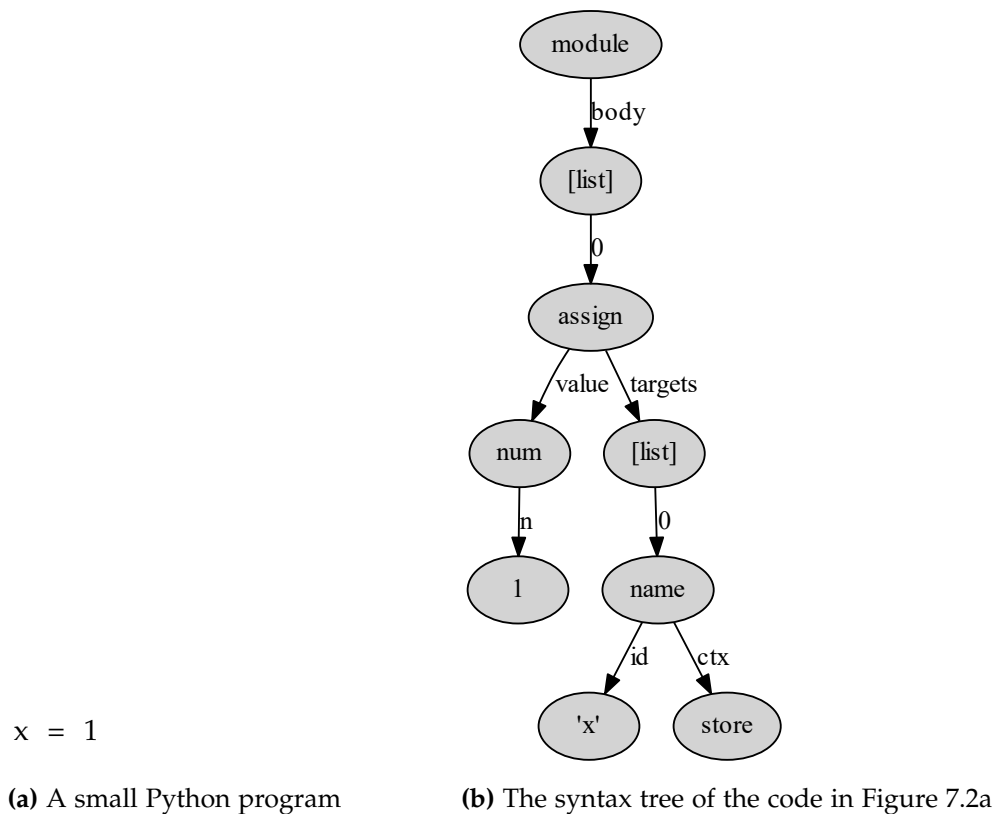 module
body
[list]
0
assign
value targets
num [list]
n 0
1 name
id ctx
'x' store
x = 1
(a) A small Python program
(b) The syntax tree of the code in Figure 7.2a